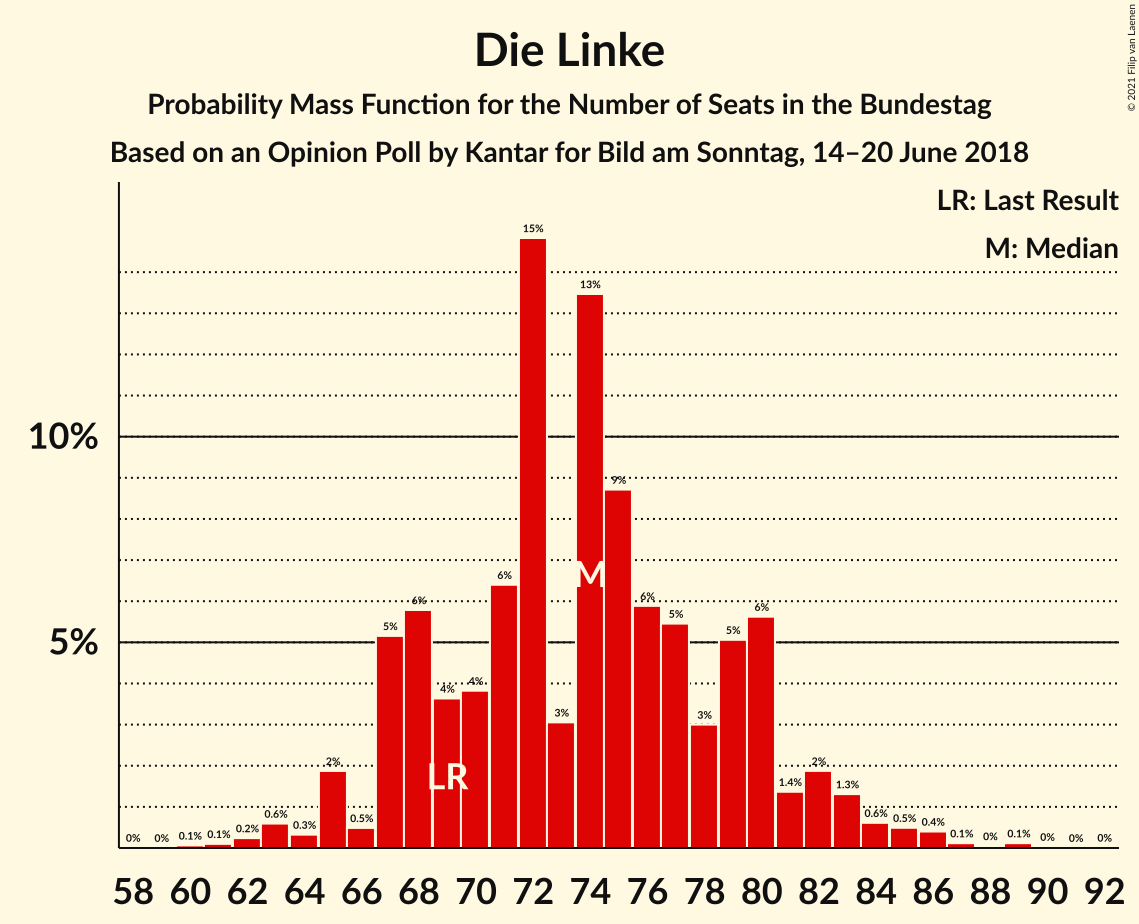 Die Linke
Probability Mass Function for the Number of Seats in the Bundestag
Based on an Opinion Poll by Kantar for Bild am Sonntag, 14–20 June 2018
© 2021 Filip van Laenen
LR: Last Result
M: Median
10%
5%
0% 0% 0.1% 0.1% 0.2% 0.6% 0.3% 2% 0.5% 5% 6% 4% 4% 6% 15% 3% 13% 9% 6% 5% 3% 5% 6% 1.4% 2% 1.3% 0.6% 0.5% 0.4% 0.1% 0% 0.1% 0% 0% 0%
M
LR
58 60 62 64 66 68 70 72 74 76 78 80 82 84 86 88 90 92